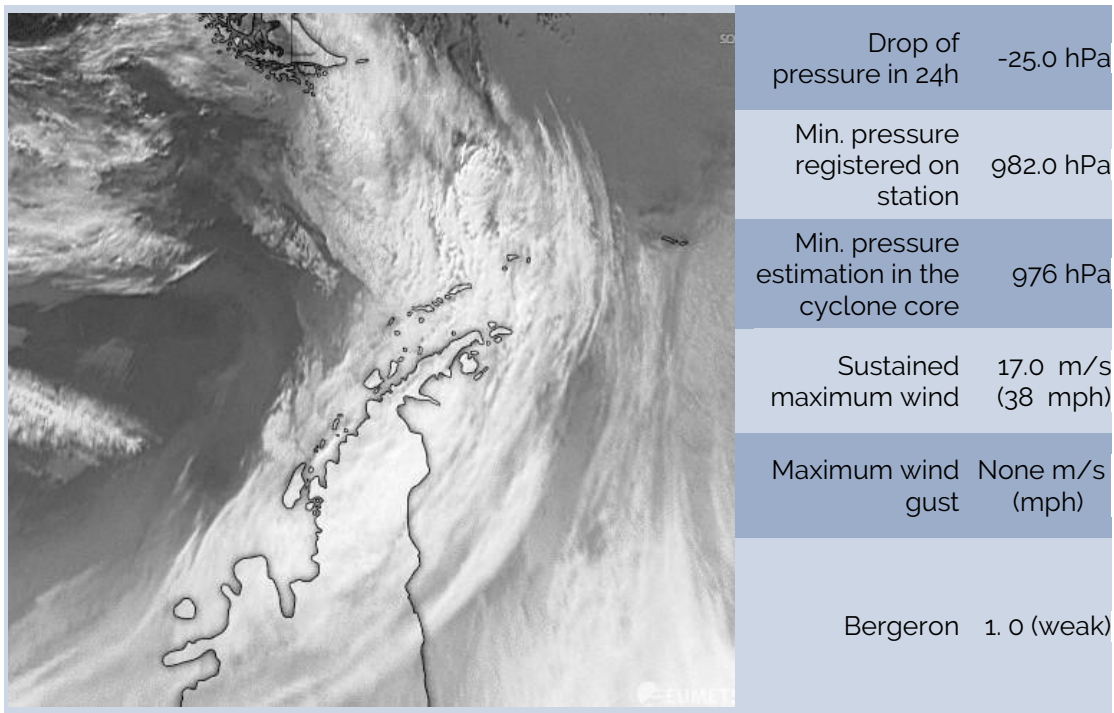 Drop of
pressure in 24h
-25.0 hPa
Min. pressure
registered on
station
982.0 hPa
Min. pressure
estimation in the
cyclone core
976 hPa
Sustained
maximum wind
17.0 m/s
(38 mph)
Maximum wind
gust
None m/s
(mph)
Bergeron
1. 0 (weak)
EUMETS